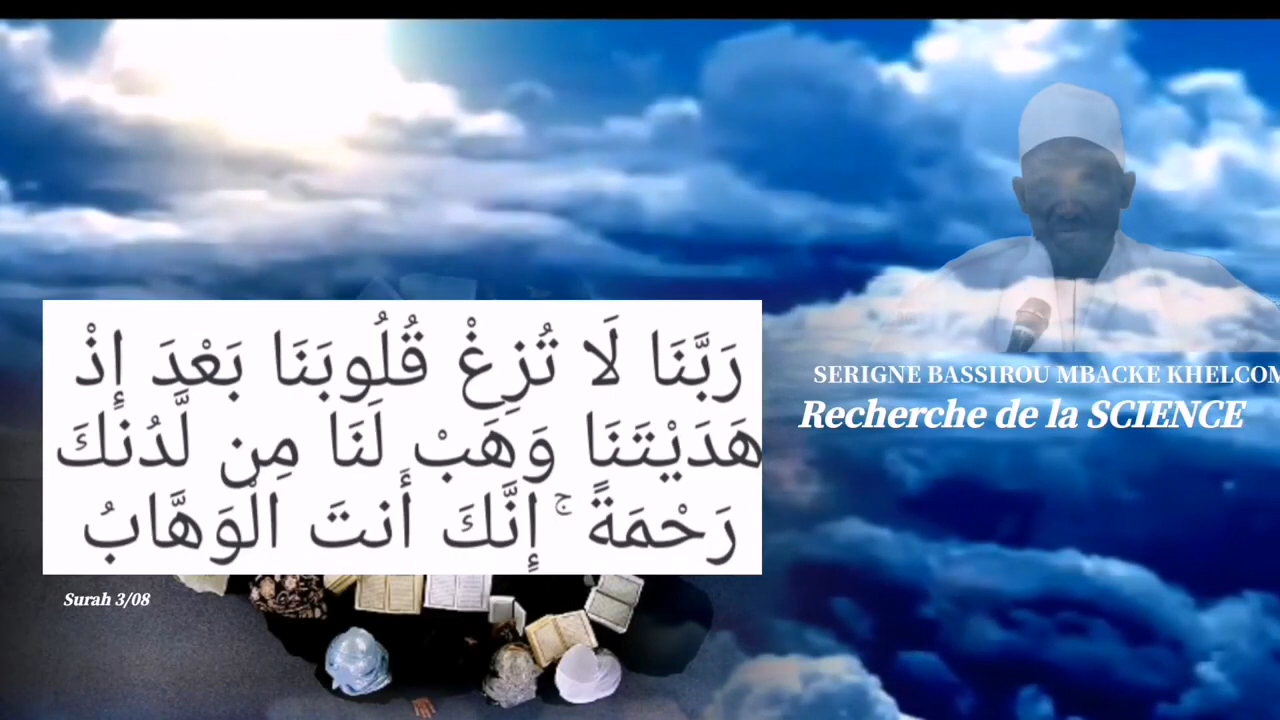 رَبَّنَا لَا تُزِغْ قُلُوبَنَا بَعْدَ إِذْ
هَدَيْتَنَا وَهَبْ لَنَا مِن لَّدُنكَ
رَحْمَةً ۚ إِنَّكَ أَنتَ الْوَهَّابُ
Surah 3/08
SERIGNE BASSIROU MBACKE KHELCOM
Recherche de la SCIENCE